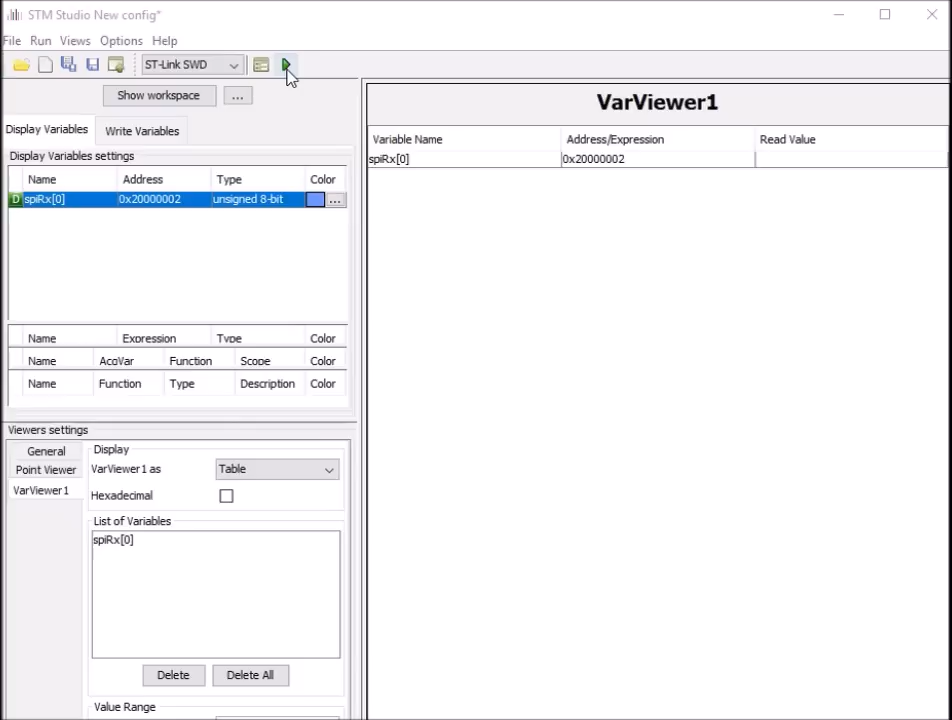 STM Studio New config*
File Run Views Options Help
ST-Link SWD
Show workspace ...
Display Variables Write Variables
Display Variables settings
Name Address Type Color
D spiRx[0] 0x20000002 unsigned 8-bit ...
Name Expression Type Color
Name AcqVar Function Scope Color
Name Function Type Description Color
Viewers settings
General
Point Viewer
VarViewer1
Display
VarViewer1 as Table
Hexadecimal
List of Variables
spiRx[0]
Delete Delete All
Value Range
VarViewer1
Variable Name Address/Expression Read Value
spiRx[0] 0x20000002